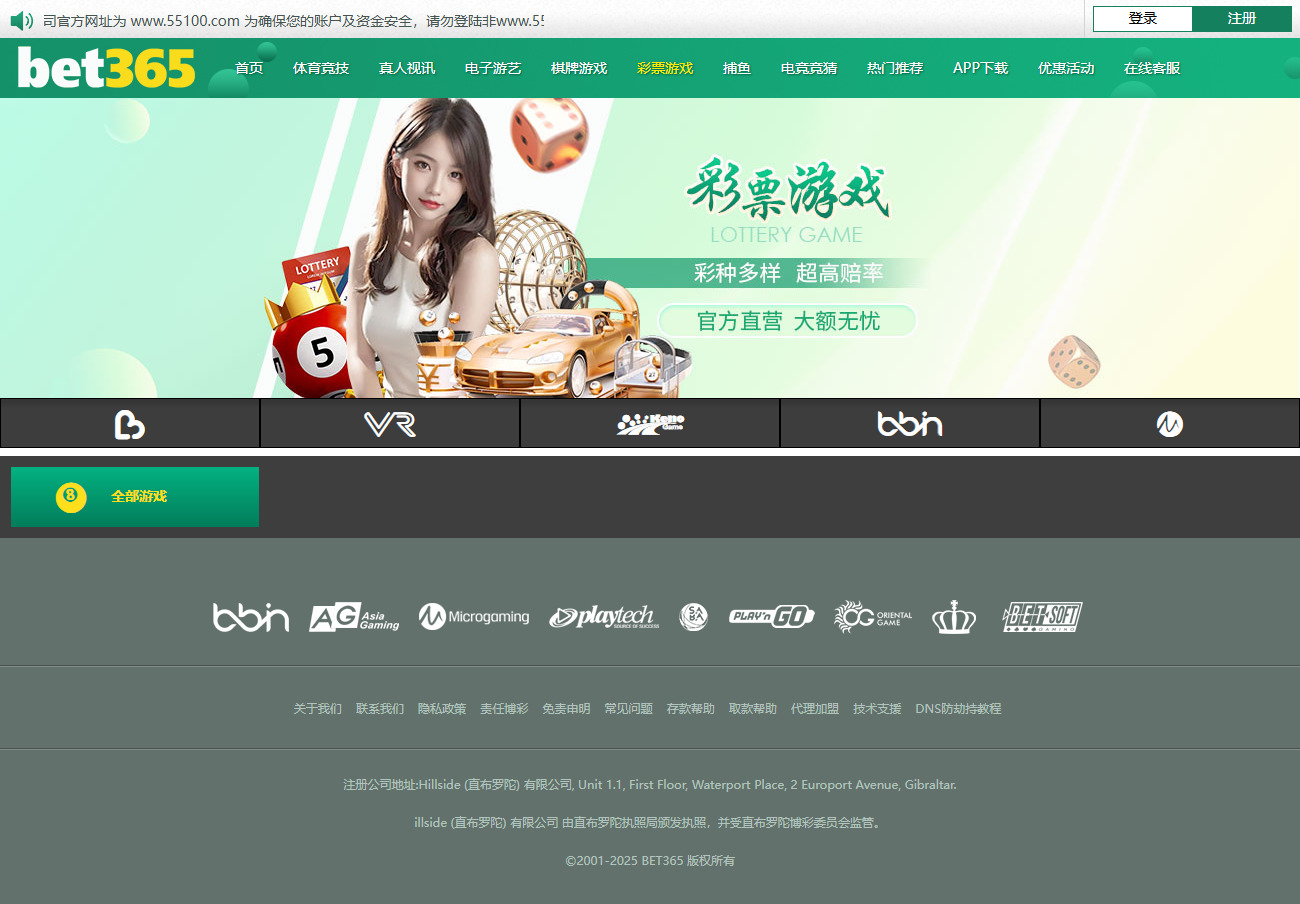 司官方网址为 www.55100.com 为确保您的账户及资金安全，请勿登陆非www.55
登录 注册
bet365
首页 体育竞技 真人视讯 电子游艺 棋牌游戏 彩票游戏 捕鱼 电竞竞猜 热门推荐 APP下载 优惠活动 在线客服
彩票游戏
LOTTERY GAME
彩种多样 超高赔率
官方直营 大额无忧
LOTTERY
5
VR Keno Game bbin
8 全部游戏
bbin AG Asia Gaming Microgaming playtech SOURCE OF SUCCESS SABA PLAY'n GO OG ORIENTAL GAME BETSOFT GAMING
关于我们 联系我们 隐私政策 责任博彩 免责申明 常见问题 存款帮助 取款帮助 代理加盟 技术支援 DNS防劫持教程
注册公司地址:Hillside (直布罗陀) 有限公司, Unit 1.1, First Floor, Waterport Place, 2 Europort Avenue, Gibraltar.
illside (直布罗陀) 有限公司 由直布罗陀执照局颁发执照，并受直布罗陀博彩委员会监管。
©2001-2025 BET365 版权所有